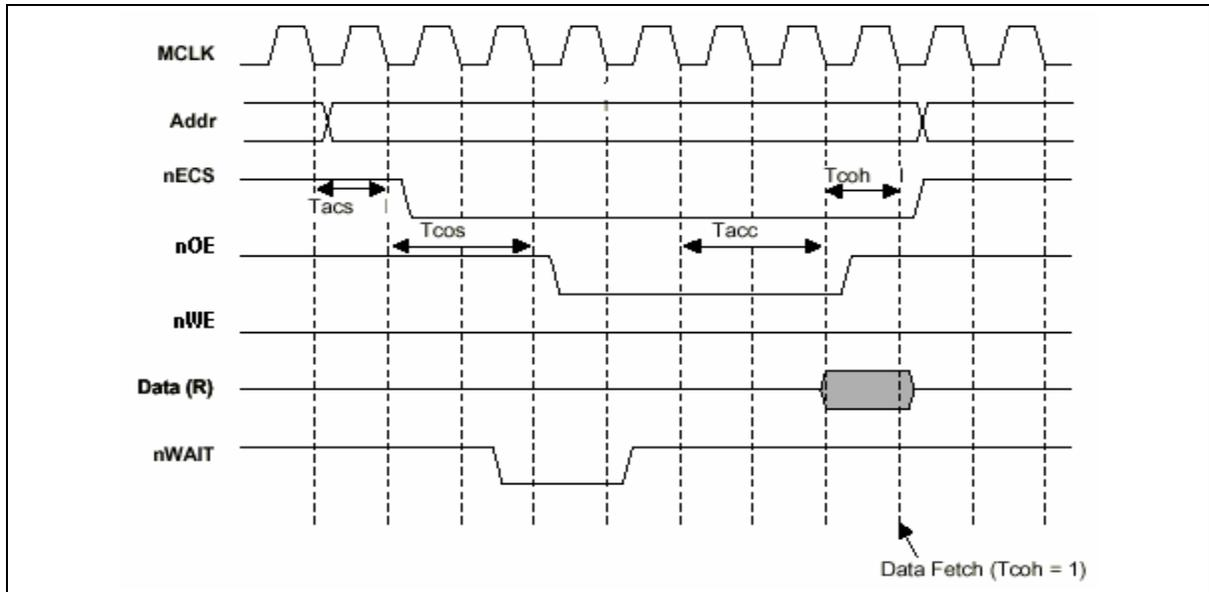 MCLK
Addr
nECS
Tcoh
Tacs
nOE
Tcos
Tacc
nWE
Data (R)
nWAIT
Data Fetch (Tcoh = 1)